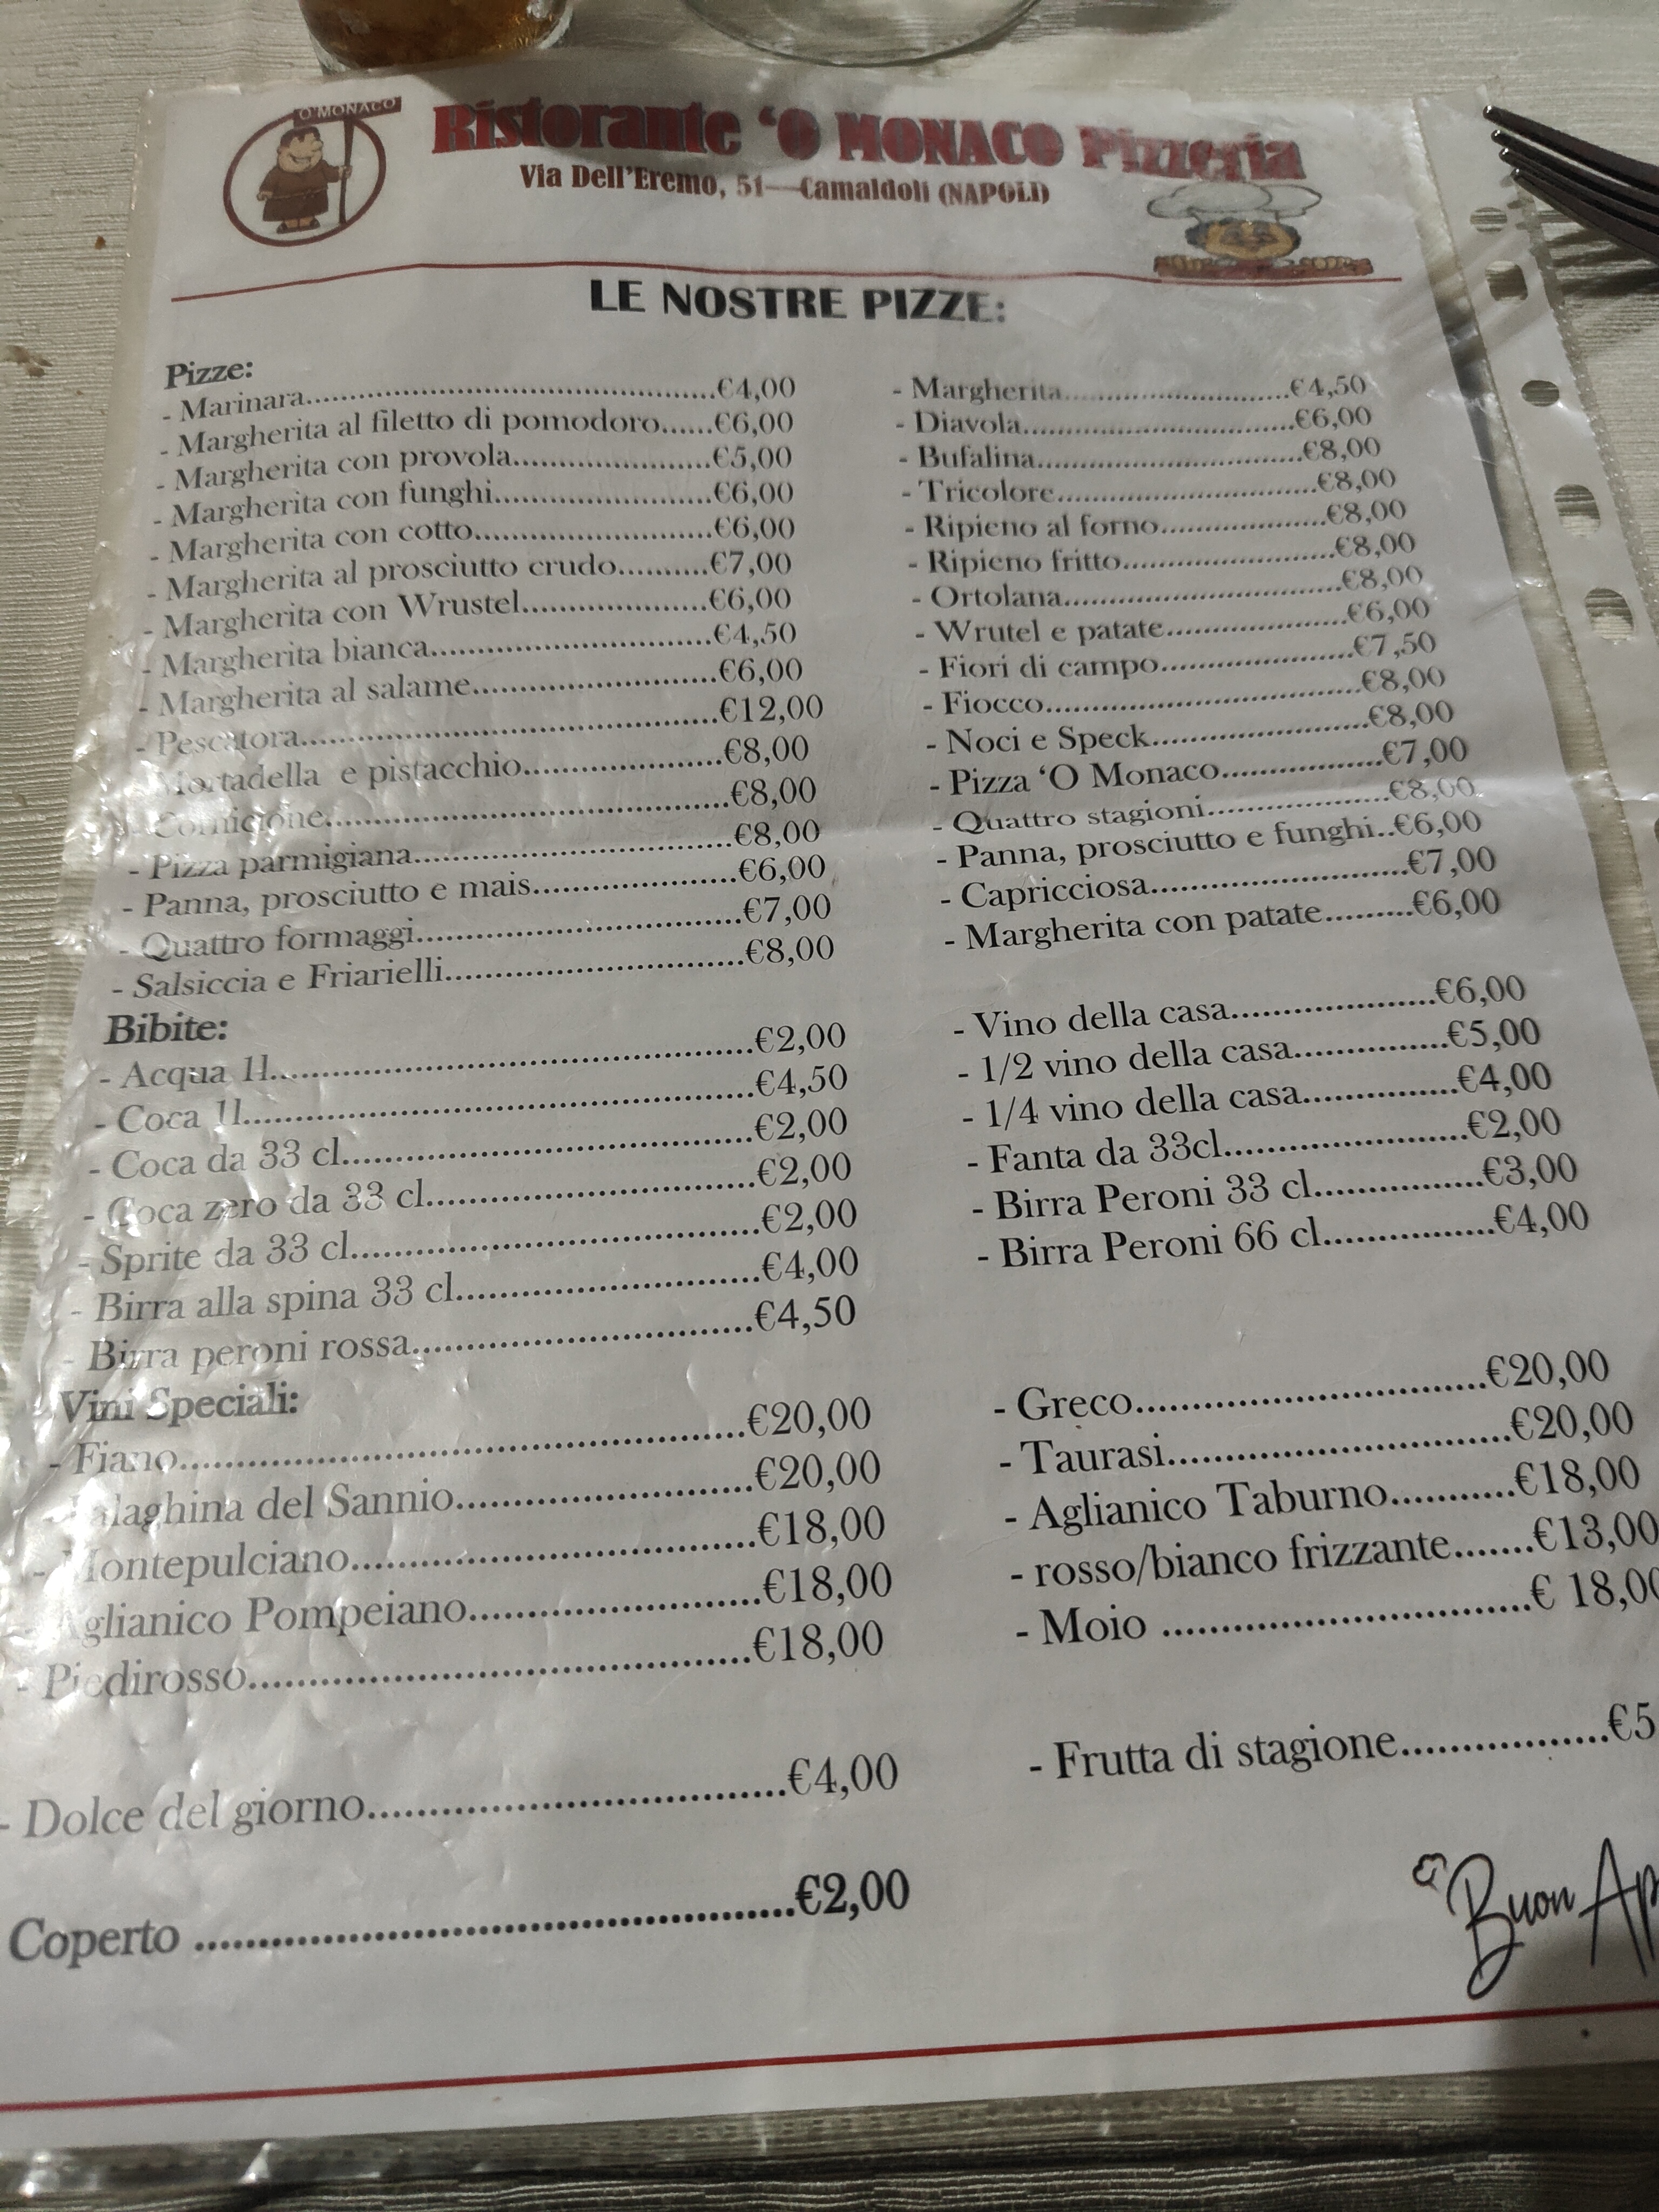 O'MONACO
Ristorante 'O MONACO Pizzeria
Via Dell'Eremo, 51—Camaldoli (NAPOLI)
LE NOSTRE PIZZE:
Pizze:
- Marinara..........€4,00
- Margherita al filetto di pomodoro......€6,00
- Margherita con provola..........€5,00
- Margherita con funghi..........€6,00
- Margherita con cotto..........€6,00
- Margherita al prosciutto crudo..........€7,00
- Margherita con Wrustel..........€6,00
- Margherita bianca..........€4,50
- Margherita al salame..........€6,00
- Pescatora..........€12,00
- Mortadella e pistacchio..........€8,00
- Cornicione..........€8,00
- Pizza parmigiana..........€8,00
- Panna, prosciutto e mais..........€6,00
- Quattro formaggi..........€7,00
- Salsiccia e Friarielli..........€8,00
- Margherita..........€4,50
- Diavola..........€6,00
- Bufalina..........€8,00
- Tricolore..........€8,00
- Ripieno al forno..........€8,00
- Ripieno fritto..........€8,00
- Ortolana..........€8,00
- Wrutel e patate..........€6,00
- Fiori di campo..........€7,50
- Fiocco..........€8,00
- Noci e Speck..........€8,00
- Pizza 'O Monaco..........€7,00
- Quattro stagioni..........€8,00
- Panna, prosciutto e funghi..€6,00
- Capricciosa..........€7,00
- Margherita con patate.........€6,00
Bibite:
- Acqua 1l..........€2,00
- Coca 1l..........€4,50
- Coca da 33 cl..........€2,00
- Coca zero da 33 cl..........€2,00
- Sprite da 33 cl..........€2,00
- Birra alla spina 33 cl..........€4,00
- Birra peroni rossa..........€4,50
- Vino della casa..........€6,00
- 1/2 vino della casa..........€5,00
- 1/4 vino della casa..........€4,00
- Fanta da 33cl..........€2,00
- Birra Peroni 33 cl..........€3,00
- Birra Peroni 66 cl..........€4,00
Vini Speciali:
- Fiano..........€20,00
alaghina del Sannio..........€20,00
- Montepulciano..........€18,00
Aglianico Pompeiano..........€18,00
- Piedirosso..........€18,00
- Greco..........€20,00
- Taurasi..........€20,00
- Aglianico Taburno...........€18,00
- rosso/bianco frizzante.......€13,00
- Moio ..........€ 18,00
- Dolce del giorno..........€4,00
- Frutta di stagione..........€5
Coperto ..........€2,00
Buon Ap